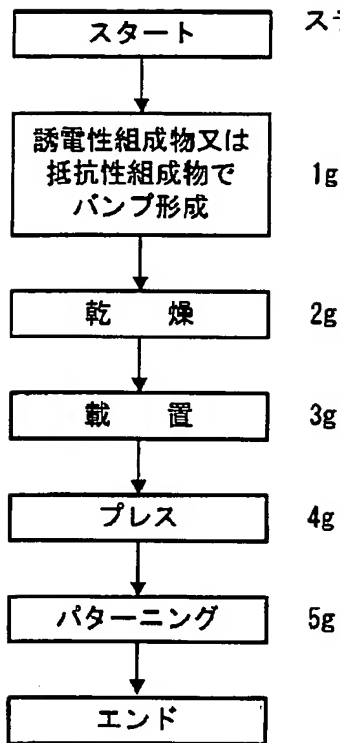 スタート
誘電性組成物又は
抵抗性組成物で
バンプ形成
1g
乾 燥
2g
載 置
3g
プレス
4g
パターニング
5g
エンド